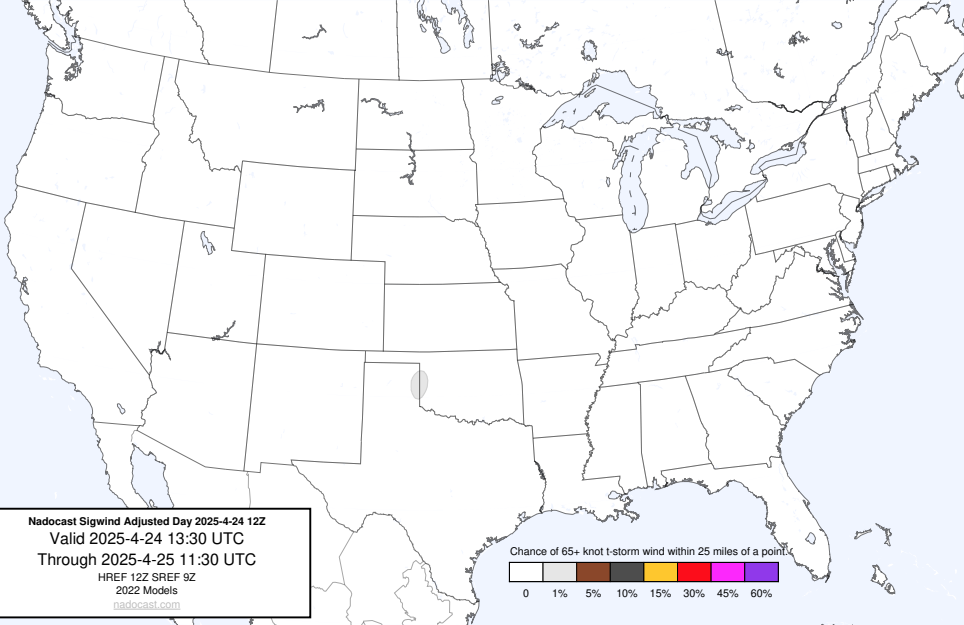 Nadocast Sigwind Adjusted Day 2025-4-24 12Z
Valid 2025-4-24 13:30 UTC
Through 2025-4-25 11:30 UTC
HREF 12Z SREF 9Z
2022 Models
nadocast.com
Chance of 65+ knot t-storm wind within 25 miles of a point.
0 1% 5% 10% 15% 30% 45% 60%